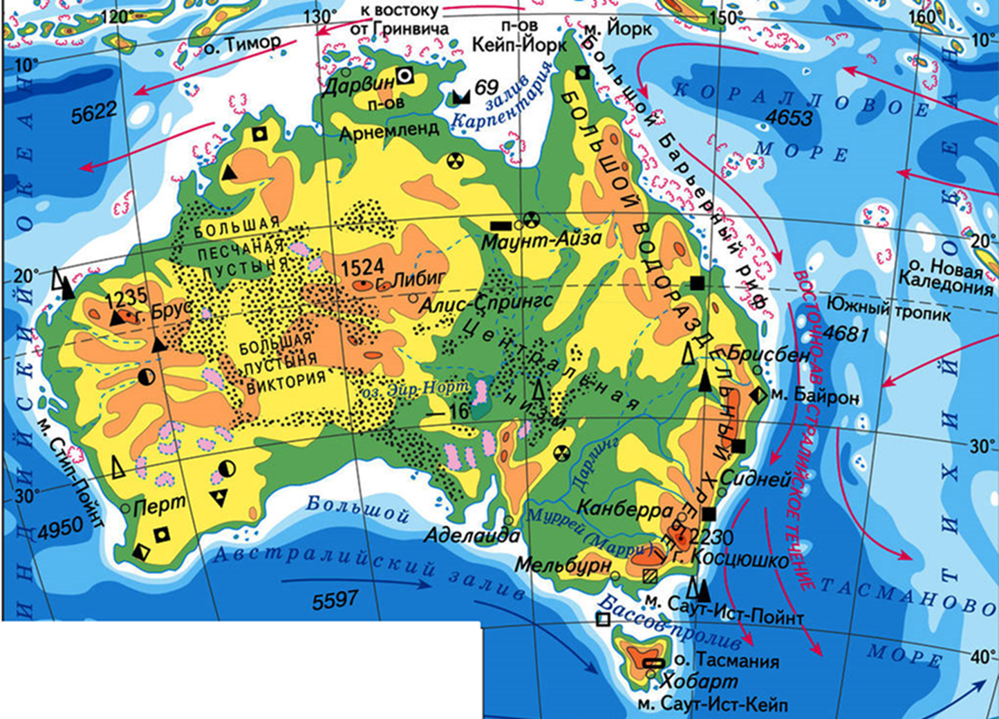 120°
130°
к востоку
от Гринвича
п-ов
Кейп-Йорк
м. Йорк
150°
160°
10°
о. Тимор
10°
Дарвин
п-ов
Арнемленд
69
залив
Карпентария
Большой Барьерный риф
КОРАЛЛОВОЕ
МОРЕ
4653
5622
ИНДИЙСКИЙ ОКЕАН
ТИХИЙ ОКЕАН
БОЛЬШОЙ ВОДОРАЗДЕЛЬНЫЙ ХРЕБЕТ
БОЛЬШАЯ
ПЕСЧАНАЯ
ПУСТЫНЯ
Маунт-Айза
20°
20°
о. Новая
Каледония
1524
г. Либиг
1235
г. Брус
Алис-Спрингс
Южный тропик
4681
ВОСТОЧНО-АВСТРАЛИЙСКОЕ ТЕЧЕНИЕ
БОЛЬШАЯ
ПУСТЫНЯ
ВИКТОРИЯ
Центральная
низм
оз. Эйр-Норт
16
Брисбен
м. Байрон
м. Стип-Пойнт
30°
30°
Дарлинг
Сидней
Перт
4950
Большой
Австралийский залив
5597
Аделаида
Муррей (Марри)
Канберра
2230
г. Косцюшко
Мельбурн
м. Саут-Ист-Пойнт
Бассов пролив
ТАСМАНОВО
МОРЕ
40°
о. Тасмания
Хобарт
м. Саут-Ист-Кейп